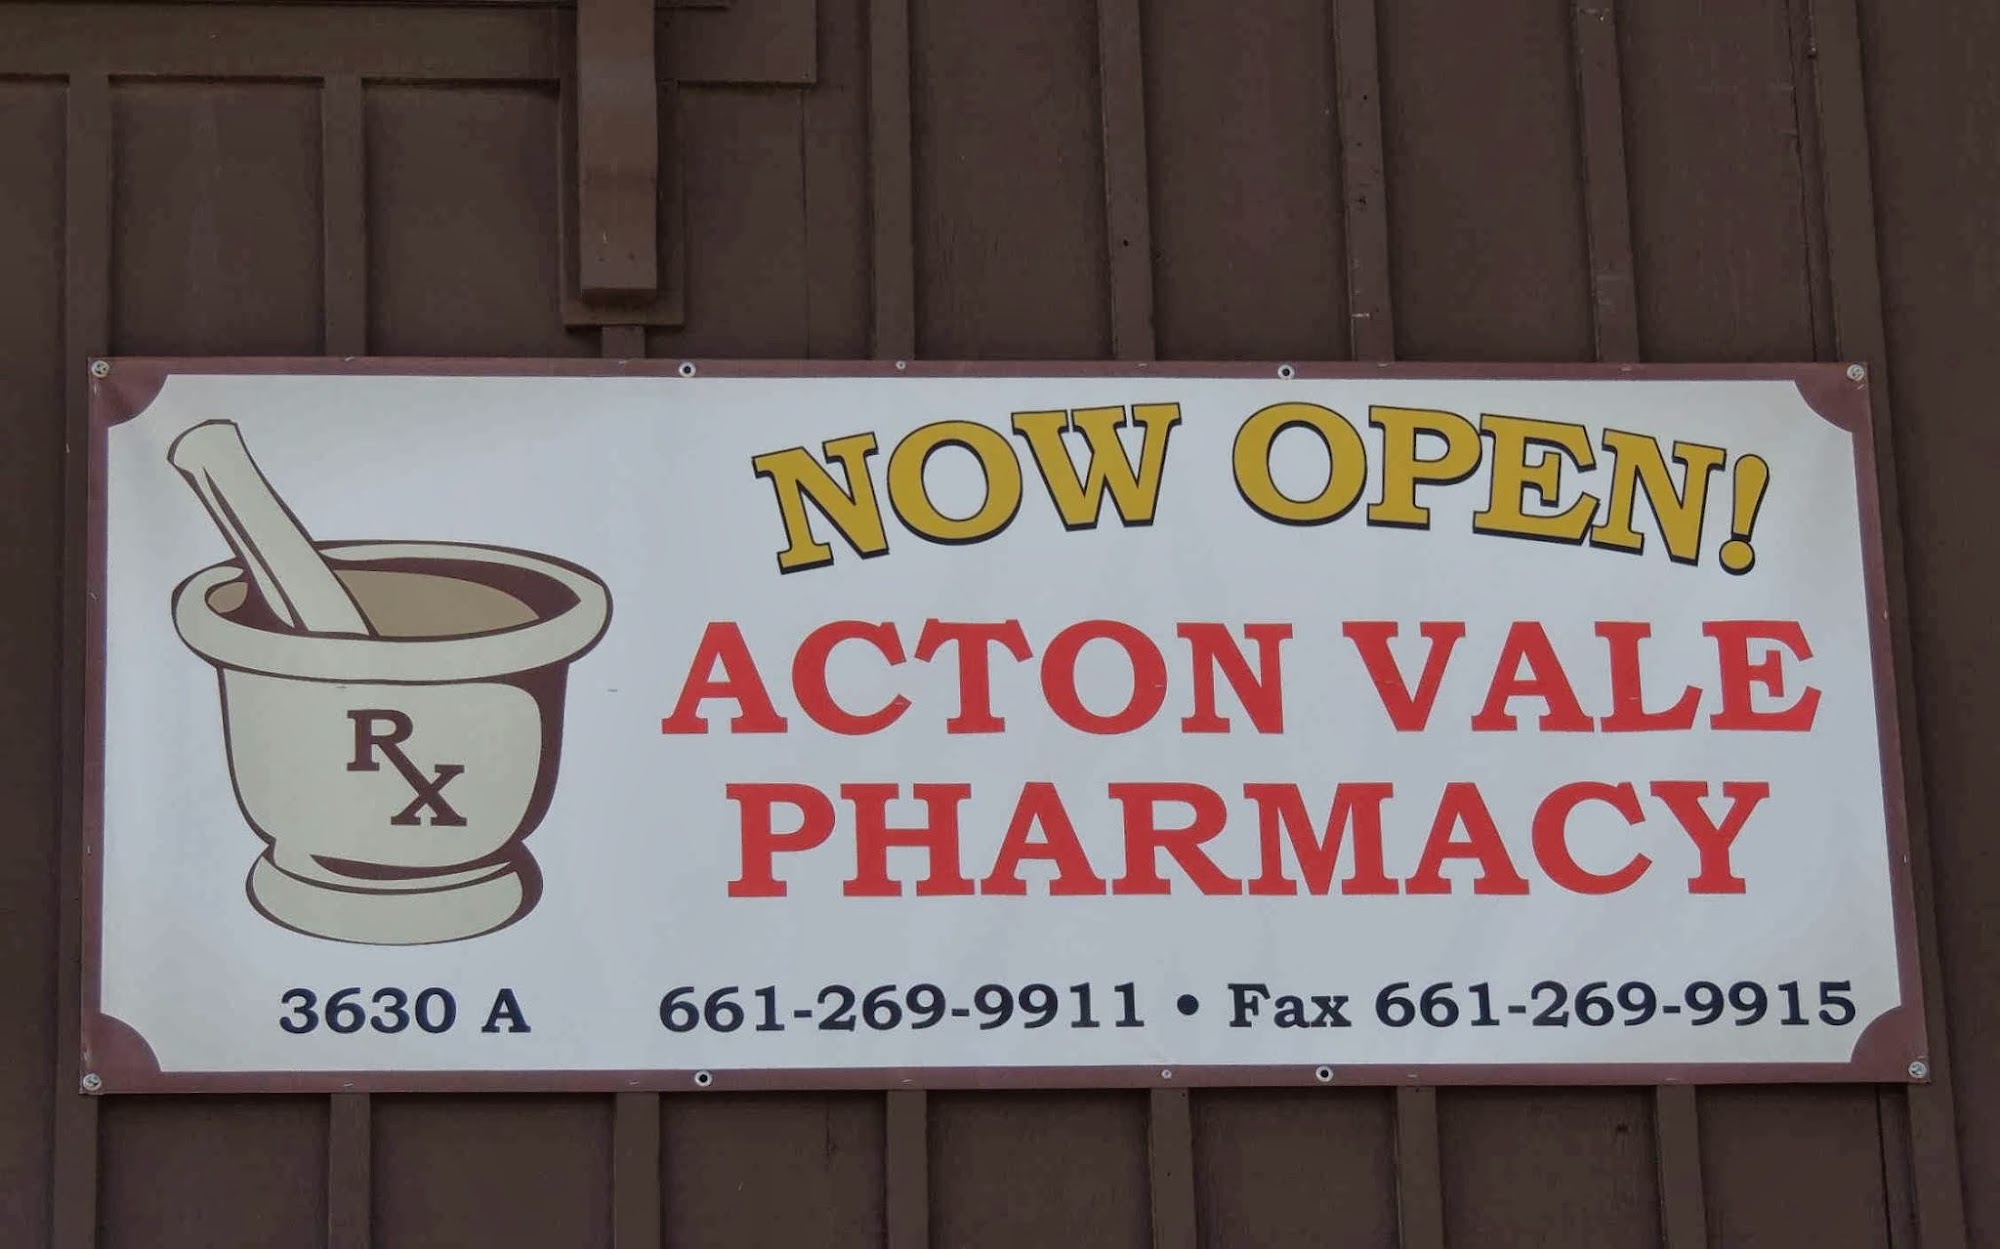 NOW OPEN!
ACTON VALE
PHARMACY
RX
3630 A
661-269-9911 • Fax 661-269-9915